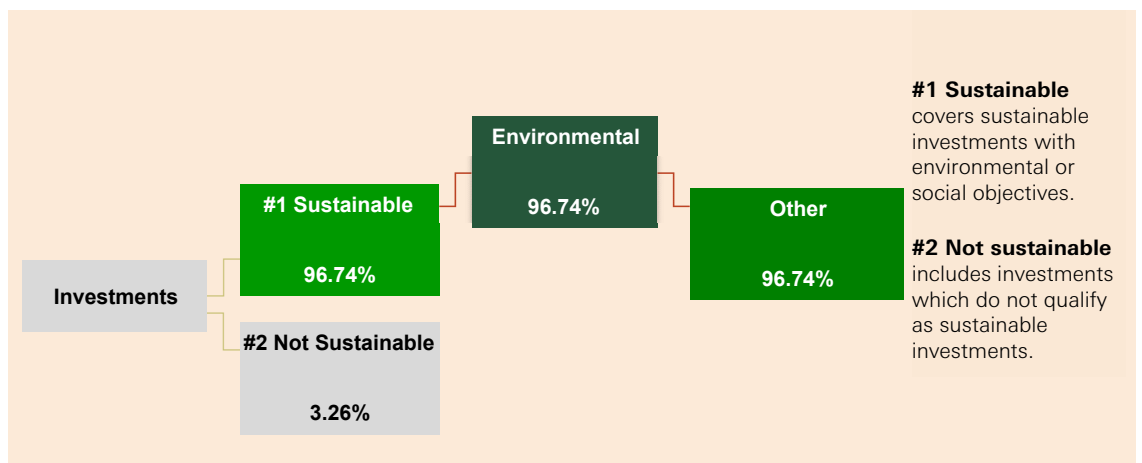 Investments
#1 Sustainable
96.74%
#2 Not Sustainable
3.26%
Environmental
96.74%
Other
96.74%
#1 Sustainable
covers sustainable
investments with
environmental or
social objectives.
#2 Not sustainable
includes investments
which do not qualify
as sustainable
investments.